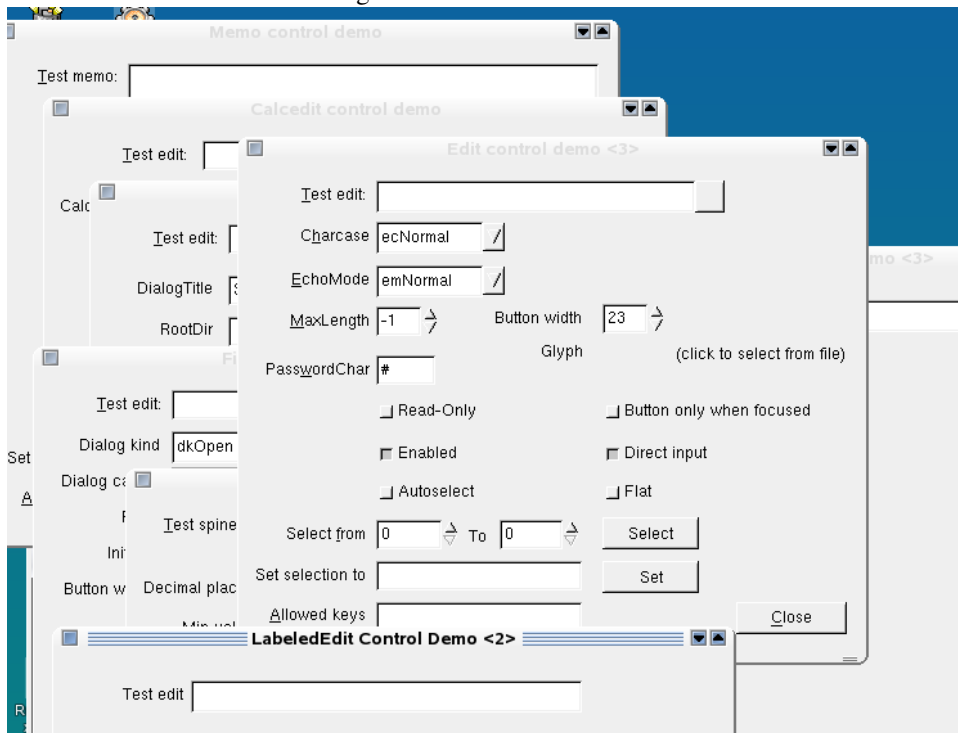 Memo control demo
Test memo:
Calcedit control demo
Test edit:
Edit control demo <3>
Test edit:
Calc
Test edit:
Charcase ecNormal
mo <3>
DialogTitle
EchoMode emNormal
RootDir
MaxLength -1 Button width 23
Fi
Glyph (click to select from file)
PasswordChar #
Test edit:
Read-Only Button only when focused
Dialog kind dkOpen
Set
Enabled Direct input
Dialog ca
A
Autoselect Flat
Test spine
Select from 0 To 0 Select
Ini
Set selection to Set
Button w Decimal plac
Allowed keys
Close
LabeledEdit Control Demo <2>
Test edit
R